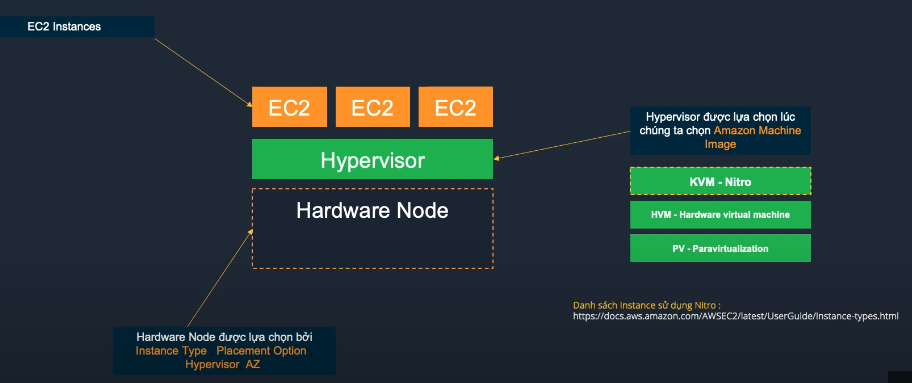 EC2 Instances
EC2 EC2 EC2
Hypervisor
Hardware Node
Hypervisor được lựa chọn lúc
chúng ta chọn Amazon Machine
Image
KVM - Nitro
HVM - Hardware virtual machine
PV - Paravirtualization
Danh sách Instance sử dụng Nitro :
https://docs.aws.amazon.com/AWSEC2/latest/UserGuide/instance-types.html
Hardware Node được lựa chọn bởi
Instance Type Placement Option
Hypervisor AZ